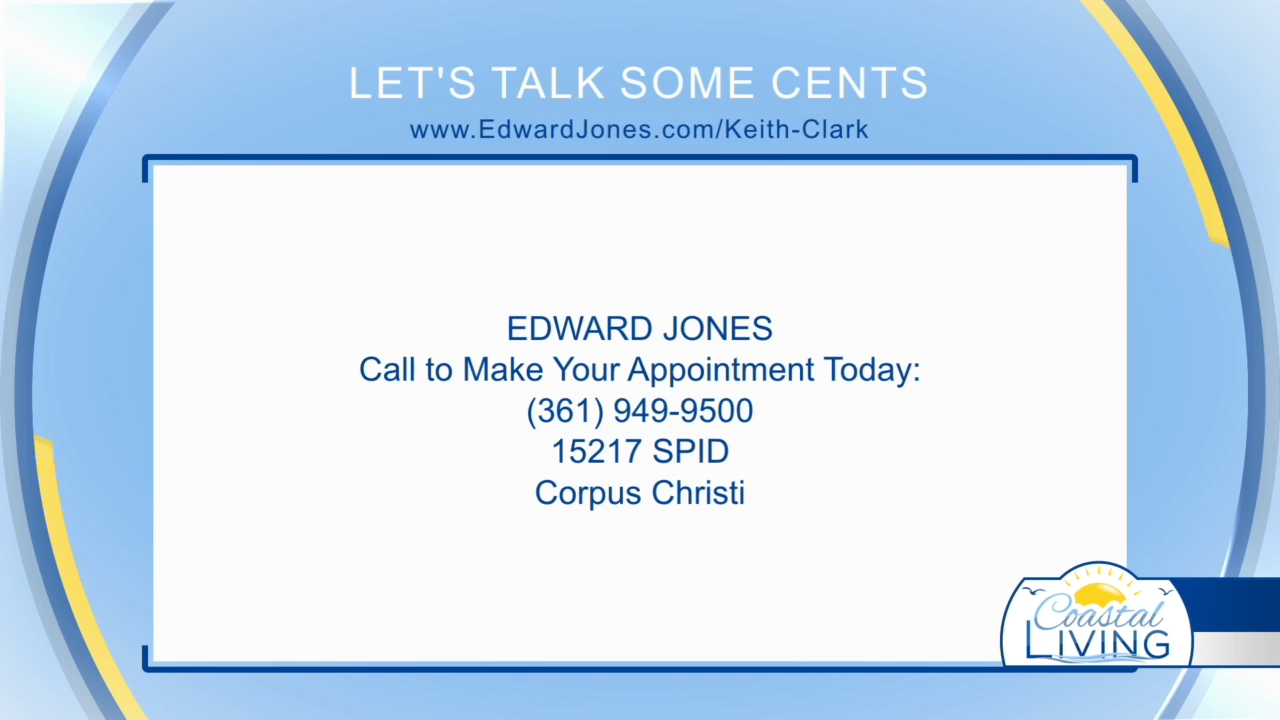 LET'S TALK SOME CENTS
www.EdwardJones.com/Keith-Clark
EDWARD JONES
Call to Make Your Appointment Today:
(361) 949-9500
15217 SPID
Corpus Christi
Coastal
LIVING